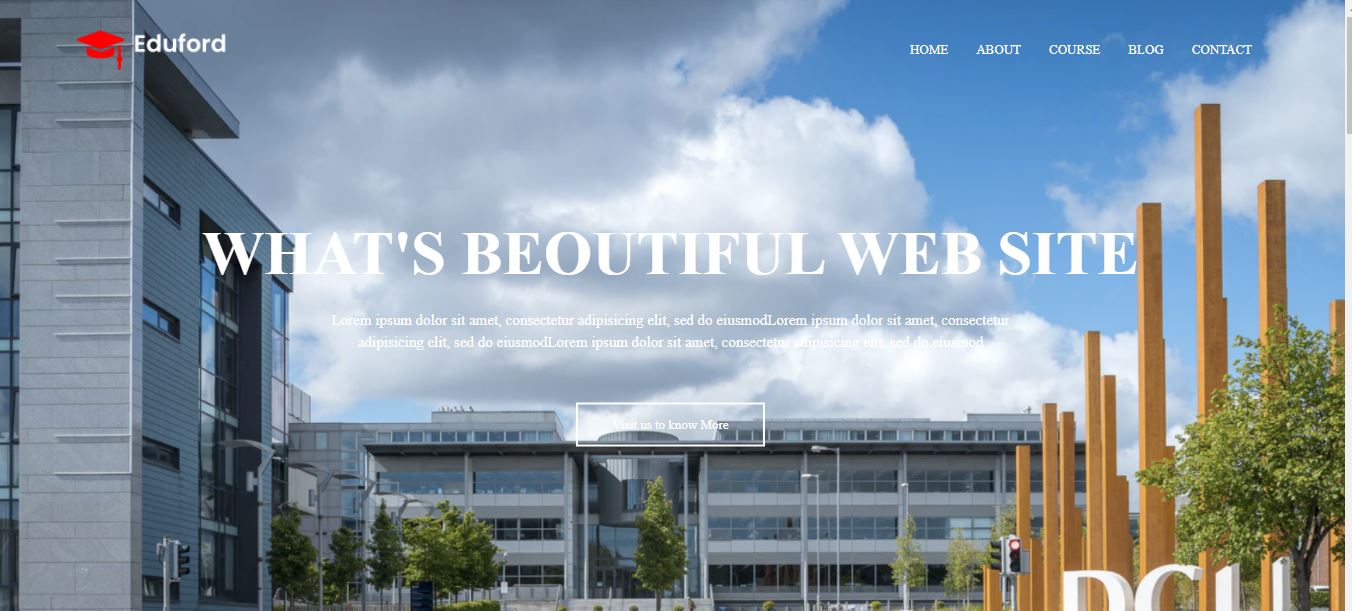 Eduford
HOME ABOUT COURSE BLOG CONTACT
WHAT'S BEOUTIFUL WEB SITE
Lorem ipsum dolor sit amet, consectetur adipisicing elit, sed do eiusmodLorem ipsum dolor sit amet, consectetur
adipisicing elit, sed do eiusmodLorem ipsum dolor sit amet, consectetur adipisicing elit, sed do eiusmod
Visit us to know More
DCU